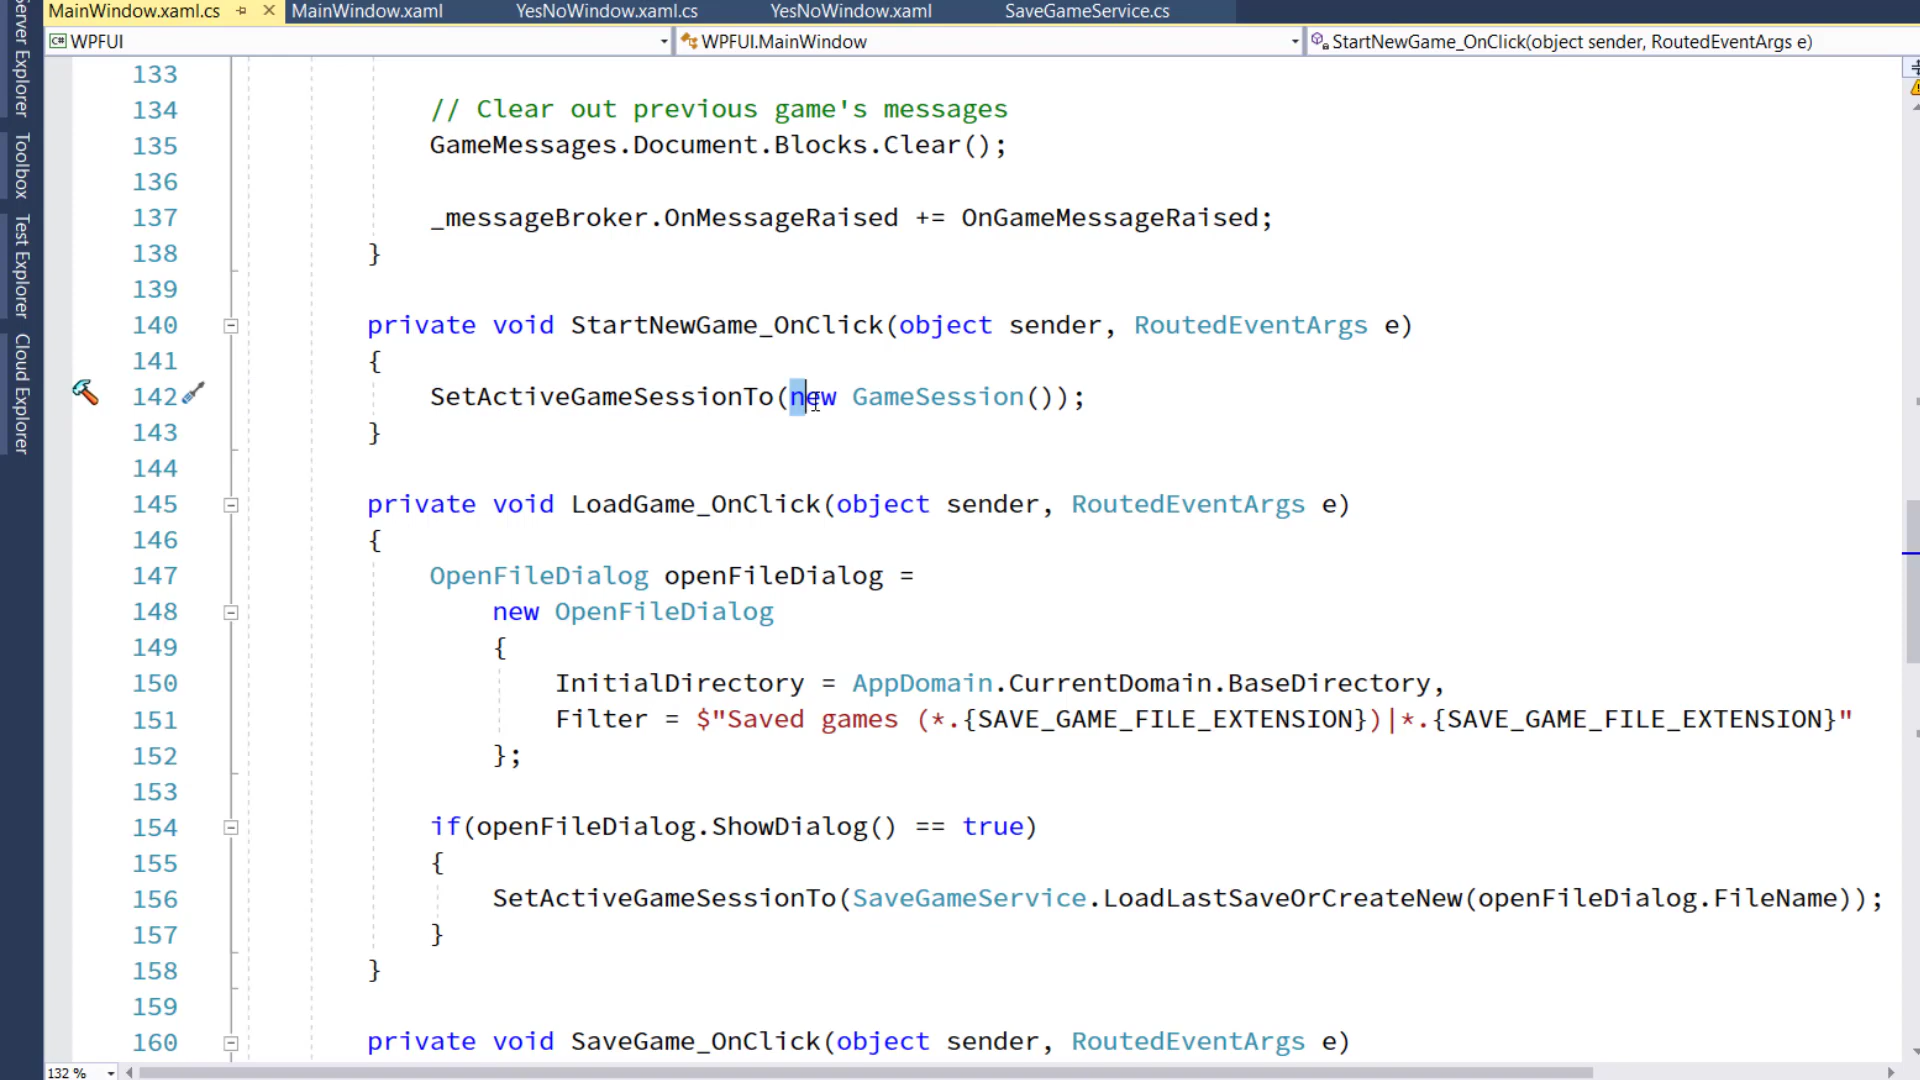 MainWindow.xaml.cs MainWindow.xaml YesNoWindow.xaml.cs YesNoWindow.xaml SaveGameService.cs
C# WPFUI WPFUI.MainWindow StartNewGame_OnClick(object sender, RoutedEventArgs e)
Server Explorer
Toolbox
Test Explorer
Cloud Explorer
133
134 // Clear out previous game's messages
135 GameMessages.Document.Blocks.Clear();
136
137 _messageBroker.OnMessageRaised += OnGameMessageRaised;
138 }
139
140 private void StartNewGame_OnClick(object sender, RoutedEventArgs e)
141 {
142 SetActiveGameSessionTo(new GameSession());
143 }
144
145 private void LoadGame_OnClick(object sender, RoutedEventArgs e)
146 {
147 OpenFileDialog openFileDialog =
148 new OpenFileDialog
149 {
150 InitialDirectory = AppDomain.CurrentDomain.BaseDirectory,
151 Filter = $"Saved games (*.{SAVE_GAME_FILE_EXTENSION})|*.{SAVE_GAME_FILE_EXTENSION}"
152 };
153
154 if(openFileDialog.ShowDialog() == true)
155 {
156 SetActiveGameSessionTo(SaveGameService.LoadLastSaveOrCreateNew(openFileDialog.FileName));
157 }
158 }
159
160 private void SaveGame_OnClick(object sender, RoutedEventArgs e)
132 %